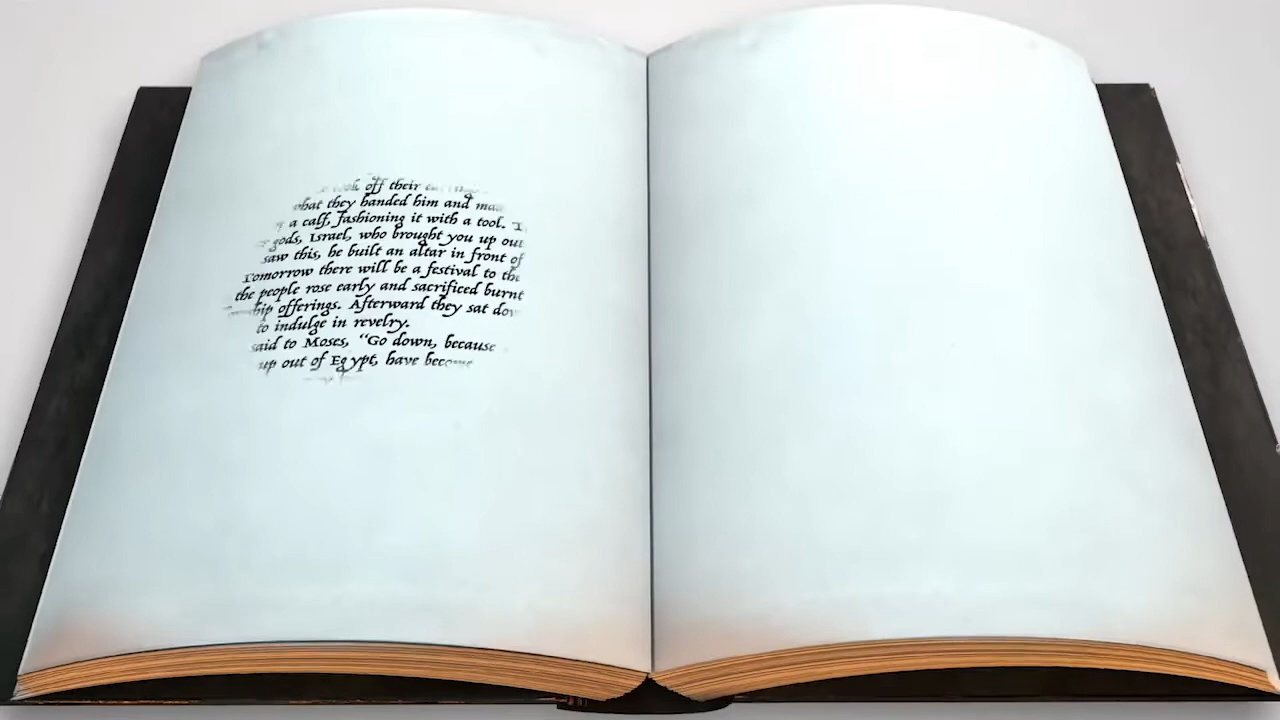 off their
what they handed him and
a calf, fashioning it with a tool.
gods, Israel, who brought you up out
saw this, he built an altar in front of
Tomorrow there will be a festival to the
the people rose early and sacrificed burnt
offerings. Afterward they sat
to indulge in revelry.
said to Moses, “Go down, because
up out of Egypt, have